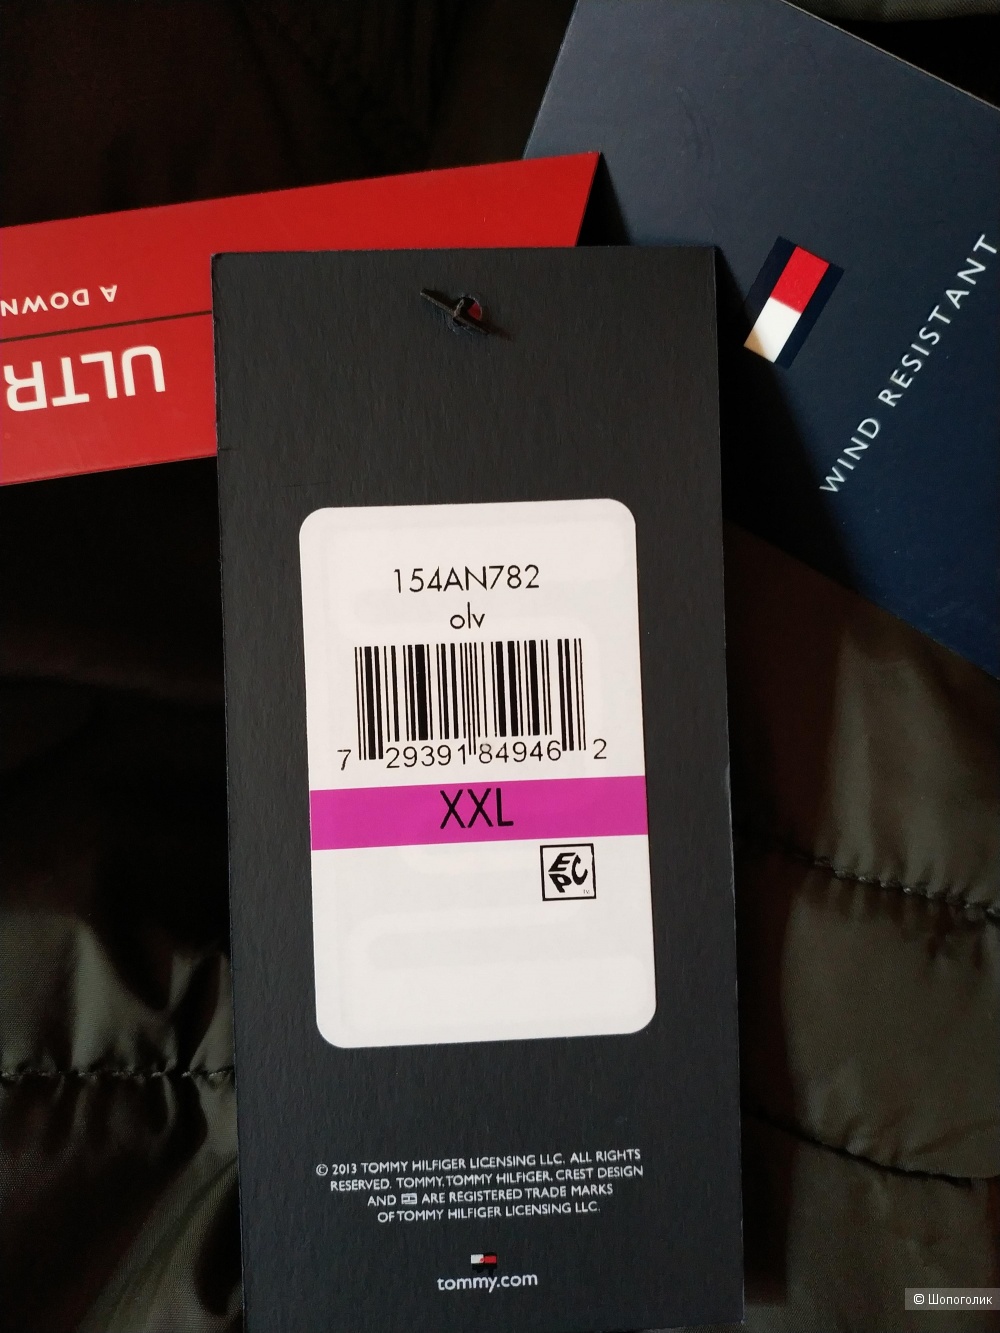 A DOWN
ULTR
WIND RESISTANT
154AN782
olv
7 29391 84946 2
XXL
EPC
© 2013 TOMMY HILFIGER LICENSING LLC. ALL RIGHTS
RESERVED. TOMMY, TOMMY HILFIGER, CREST DESIGN
AND ARE REGISTERED TRADE MARKS
OF TOMMY HILFIGER LICENSING LLC.
tommy.com
© Шопоголик